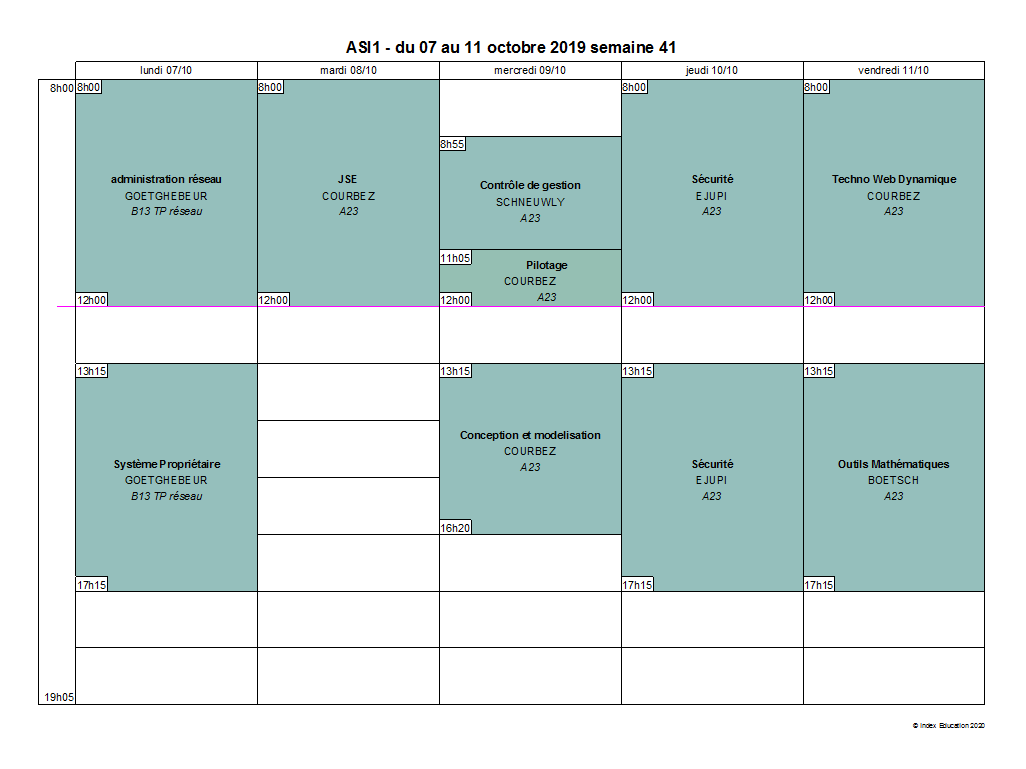 ASI1 - du 07 au 11 octobre 2019 semaine 41
lundi 07/10
mardi 08/10
mercredi 09/10
jeudi 10/10
vendredi 11/10
8h00
19h05
8h00
administration réseau
GOETGHEBEUR
B13 TP réseau
12h00
13h15
Système Propriétaire
GOETGHEBEUR
B13 TP réseau
17h15
8h00
JSE
COURBEZ
A23
12h00
8h55
Contrôle de gestion
SCHNEUWLY
A23
11h05
Pilotage
COURBEZ
A23
12h00
13h15
Conception et modelisation
COURBEZ
A23
16h20
8h00
Sécurité
EJUPI
A23
12h00
13h15
Sécurité
EJUPI
A23
17h15
8h00
Techno Web Dynamique
COURBEZ
A23
12h00
13h15
Outils Mathématiques
BOETSCH
A23
17h15
© Index Education 2020